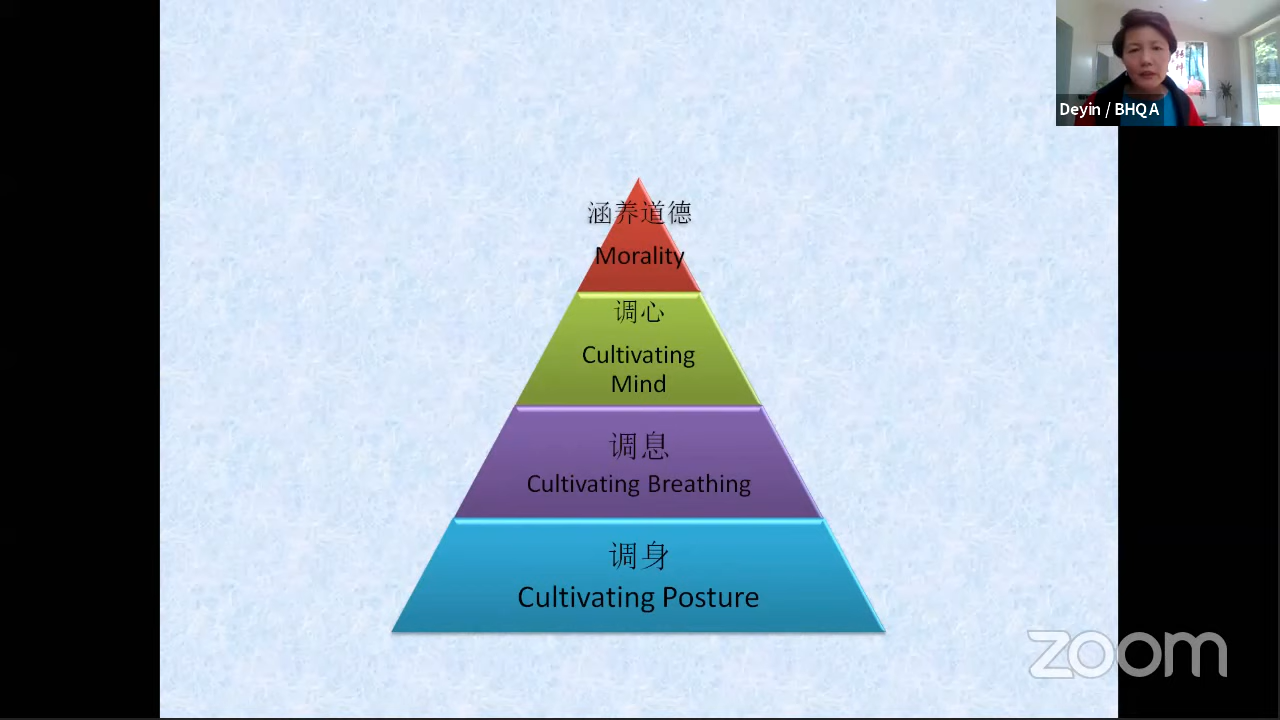 涵养道德
Morality
调心
Cultivating
Mind
调息
Cultivating Breathing
调身
Cultivating Posture
Deyin / BHQA
zoom